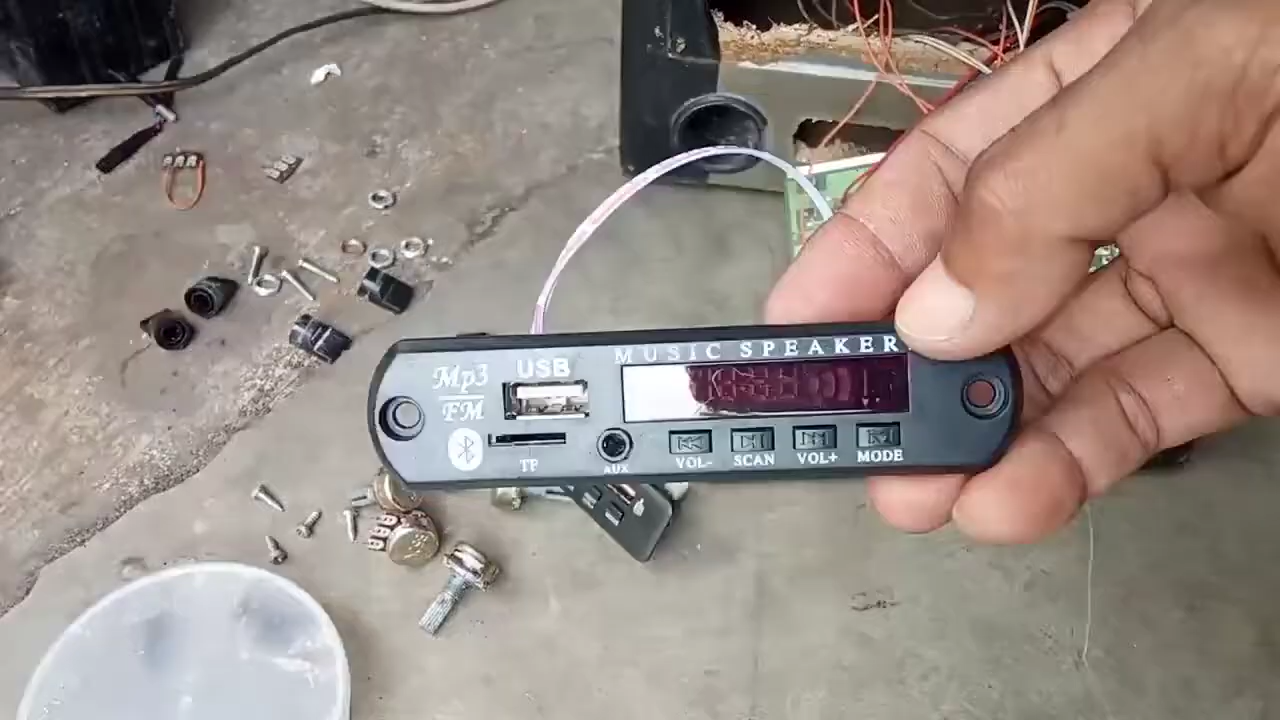 MUSIC SPEAKER
Mp3
FM
USB
TF
AUX
VOL-
SCAN
VOL+
MODE